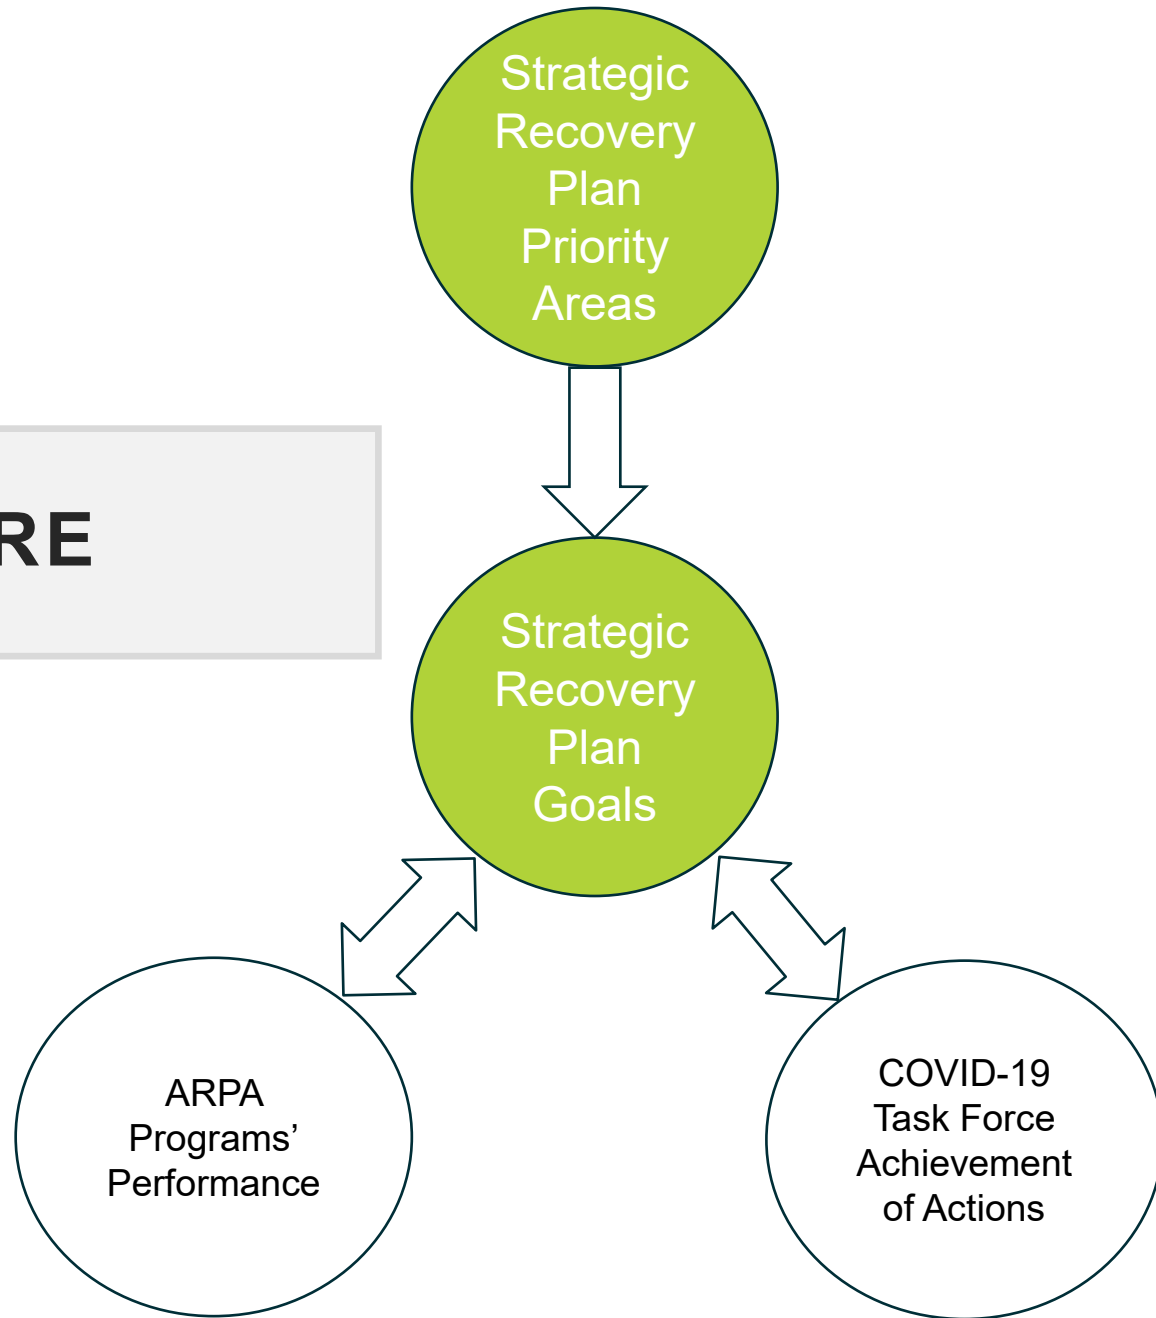 Strategic
Recovery
Plan
Priority
Areas
RE
Strategic
Recovery
Plan
Goals
ARPA
Programs’
Performance
COVID-19
Task Force
Achievement
of Actions